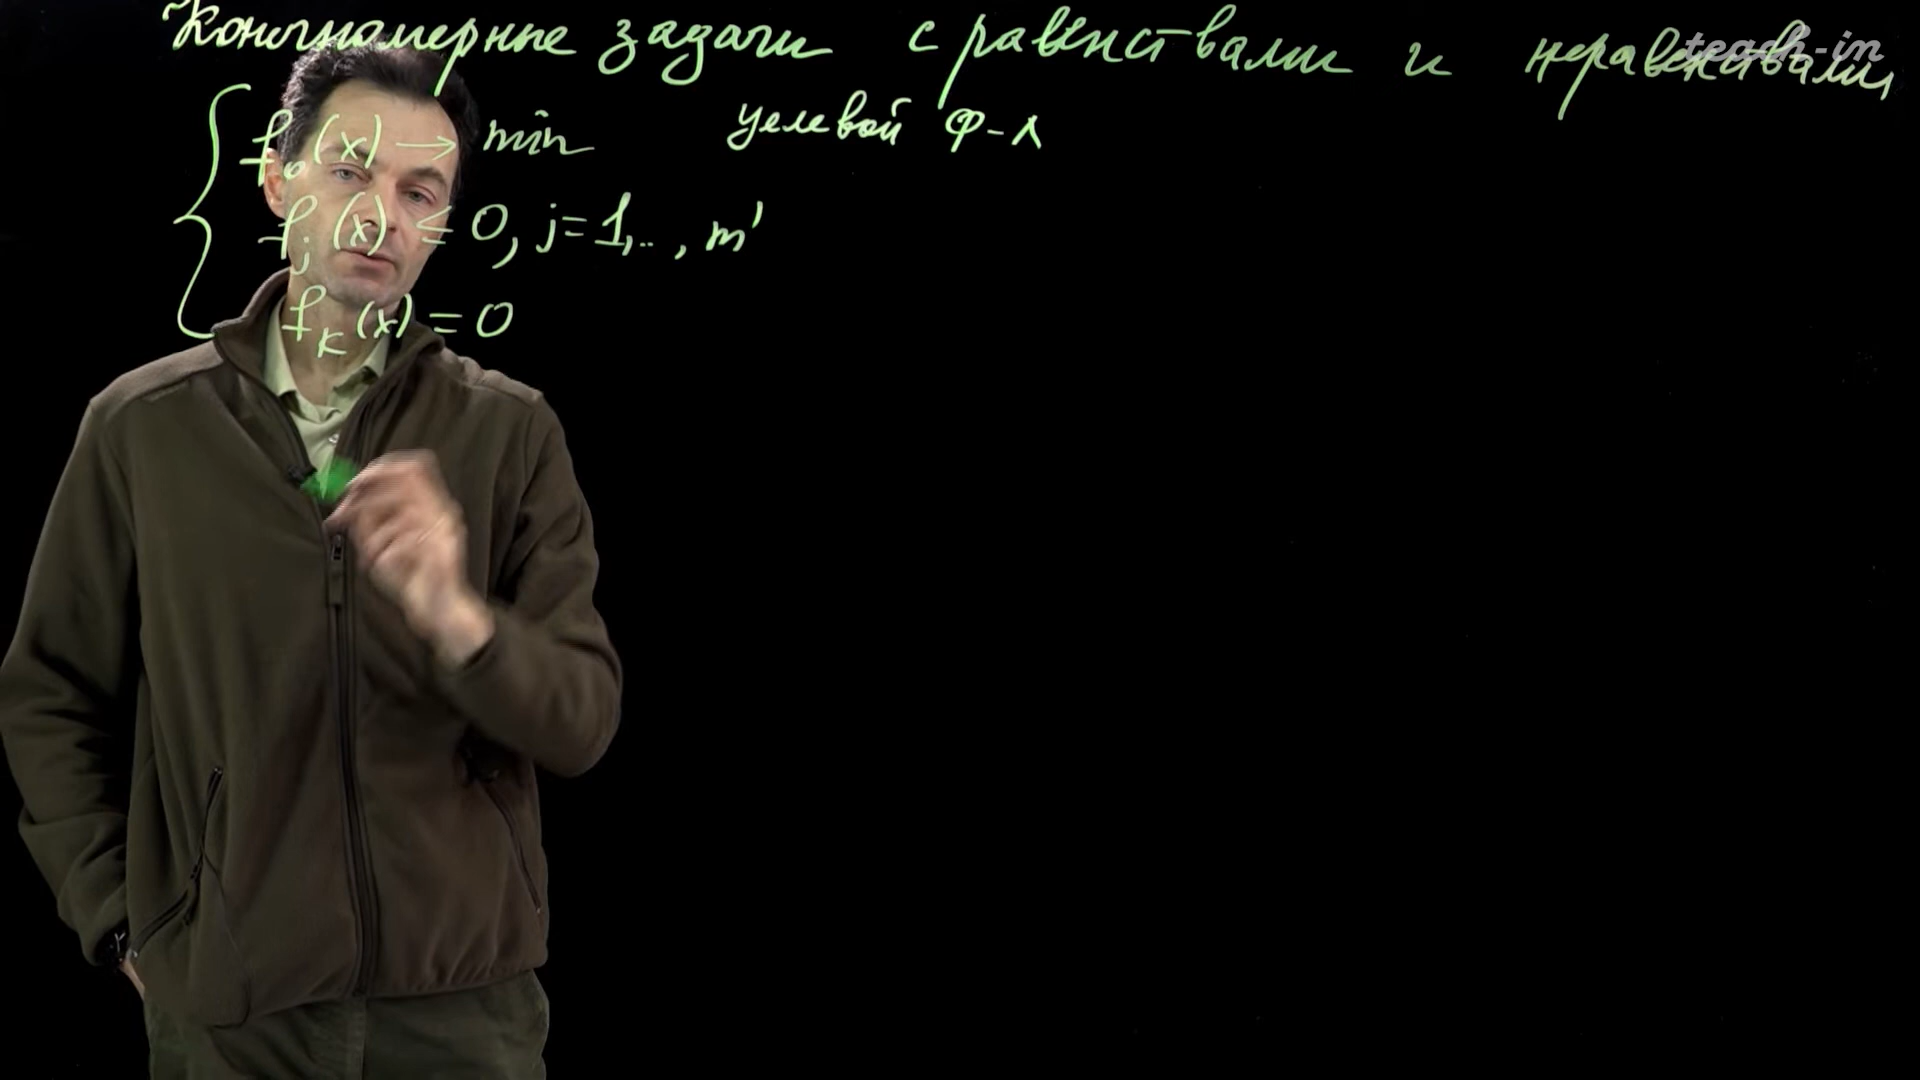 Конечномерные задачи с равенствами и неравенствами
teach-in
f₀(x) → min целевой ф-л
fⱼ(x) ≤ 0, j=1,.., m'
fₖ(x) = 0